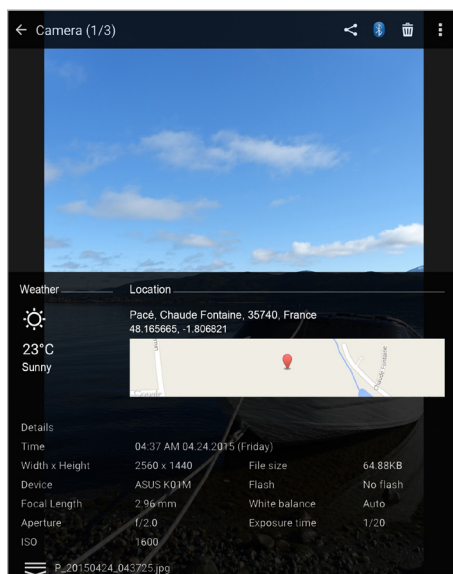 Camera (1/3)
Weather Location
Pacé, Chaude Fontaine, 35740, France
48.165665, -1.806821
23°C
Sunny
Chaude Fontaine
Details
Time 04:37 AM 04.24.2015 (Friday)
Width x Height 2560 x 1440 File size 64.88KB
Device ASUS K01M Flash No flash
Focal Length 2.96 mm White balance Auto
Aperture f/2.0 Exposure time 1/20
ISO 1600
P_20150424_043725.jpg